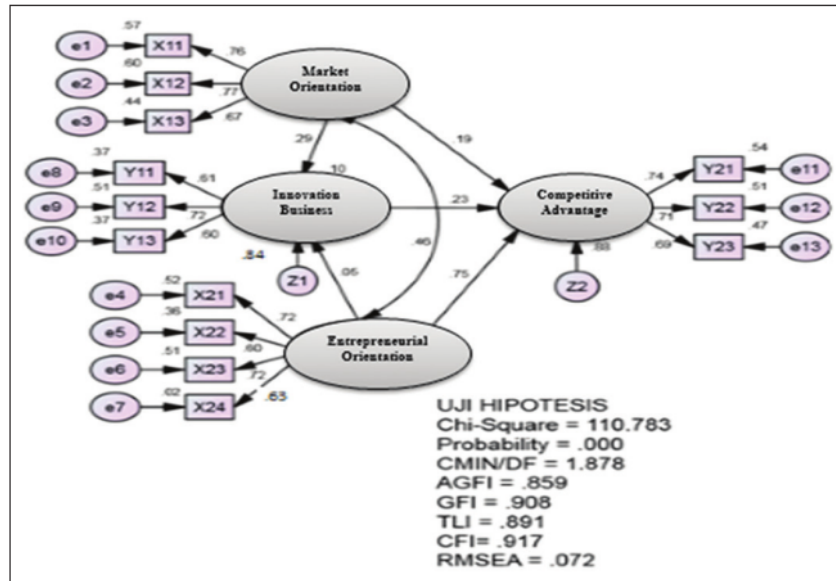 .57
e1 X11 .76
.60
e2 X12 .77
.44
e3 X13 .67
Market
Orientation
.29 .19
.37
e8 Y11 .61
.51
e9 Y12 .72
.37
e10 Y13 .60
.10
Innovation
Business
.23
Competitive
Advantage
.54
.74 Y21 e11
.51
.71 Y22 e12
.47
.69 Y23 e13
.84
Z1
.05
.46
.75
.88
Z2
.52
e4 X21 .72
.36
e5 X22 .60
.51
e6 X23 .72
.02
e7 X24 .63
Entrepreneurial
Orientation
UJI HIPOTESIS
Chi-Square = 110.783
Probability = .000
CMIN/DF = 1.878
AGFI = .859
GFI = .908
TLI = .891
CFI= .917
RMSEA = .072